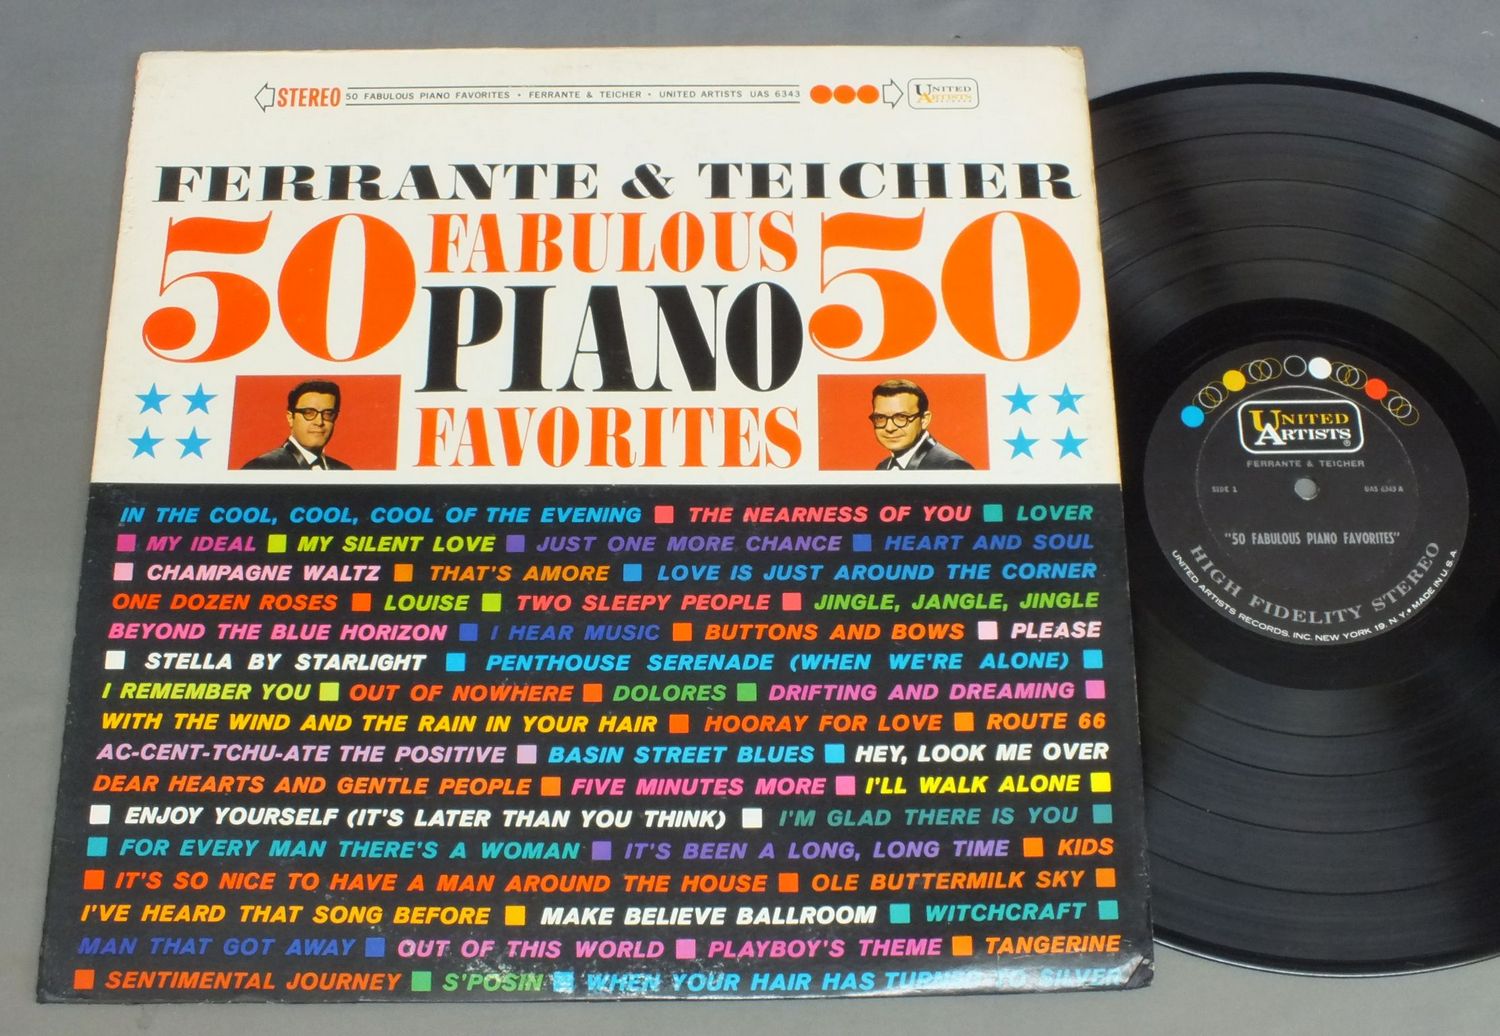 STEREO 50 FABULOUS PIANO FAVORITES • FERRANTE & TEICHER • UNITED ARTISTS UAS 6343 UNITED ARTISTS
FERRANTE & TEICHER
50 FABULOUS 50
PIANO
FAVORITES
IN THE COOL, COOL, COOL OF THE EVENING ■ THE NEARNESS OF YOU ■ LOVER
■ MY IDEAL ■ MY SILENT LOVE ■ JUST ONE MORE CHANCE ■ HEART AND SOUL
■ CHAMPAGNE WALTZ ■ THAT'S AMORE ■ LOVE IS JUST AROUND THE CORNER
ONE DOZEN ROSES ■ LOUISE ■ TWO SLEEPY PEOPLE ■ JINGLE, JANGLE, JINGLE
BEYOND THE BLUE HORIZON ■ I HEAR MUSIC ■ BUTTONS AND BOWS ■ PLEASE
■ STELLA BY STARLIGHT ■ PENTHOUSE SERENADE (WHEN WE'RE ALONE) ■
I REMEMBER YOU ■ OUT OF NOWHERE ■ DOLORES ■ DRIFTING AND DREAMING ■
WITH THE WIND AND THE RAIN IN YOUR HAIR ■ HOORAY FOR LOVE ■ ROUTE 66
AC-CENT-TCHU-ATE THE POSITIVE ■ BASIN STREET BLUES ■ HEY, LOOK ME OVER
DEAR HEARTS AND GENTLE PEOPLE ■ FIVE MINUTES MORE ■ I'LL WALK ALONE ■
■ ENJOY YOURSELF (IT'S LATER THAN YOU THINK) ■ I'M GLAD THERE IS YOU ■
■ FOR EVERY MAN THERE'S A WOMAN ■ IT'S BEEN A LONG, LONG TIME ■ KIDS
■ IT'S SO NICE TO HAVE A MAN AROUND THE HOUSE ■ OLE BUTTERMILK SKY ■
I'VE HEARD THAT SONG BEFORE ■ MAKE BELIEVE BALLROOM ■ WITCHCRAFT ■
MAN THAT GOT AWAY ■ OUT OF THIS WORLD ■ PLAYBOY'S THEME ■ TANGERINE
■ SENTIMENTAL JOURNEY ■ S'POSIN ■ WHEN YOUR HAIR HAS TURNED TO SILVER
UNITED
ARTISTS®
FERRANTE & TEICHER
SIDE 1 UAS 6343 A
"50 FABULOUS PIANO FAVORITES"
HIGH FIDELITY STEREO
UNITED ARTISTS RECORDS, INC. NEW YORK 19, N.Y. • MADE IN U.S.A.